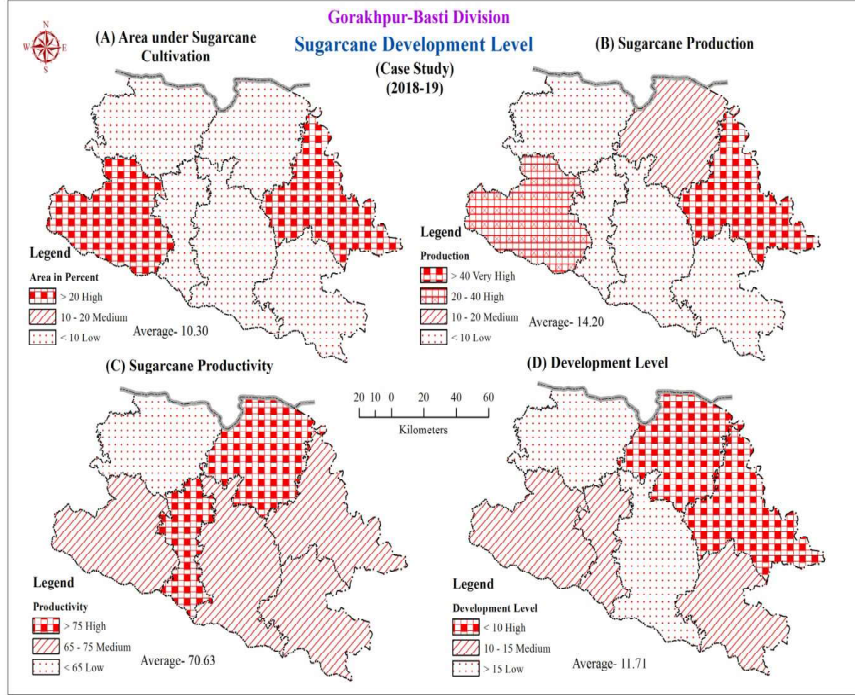 Gorakhpur-Basti Division
Sugarcane Development Level
(Case Study)
(2018-19)
N
W E
S
(A) Area under Sugarcane
Cultivation
Legend
Area in Percent
> 20 High
10 - 20 Medium
< 10 Low
Average- 10.30
(B) Sugarcane Production
Legend
Production
> 40 Very High
20 - 40 High
10 - 20 Medium
< 10 Low
Average- 14.20
(C) Sugarcane Productivity
Legend
Productivity
> 75 High
65 - 75 Medium
< 65 Low
Average- 70.63
20 10 0 20 40 60
Kilometers
(D) Development Level
Legend
Development Level
< 10 High
10 - 15 Medium
> 15 Low
Average- 11.71